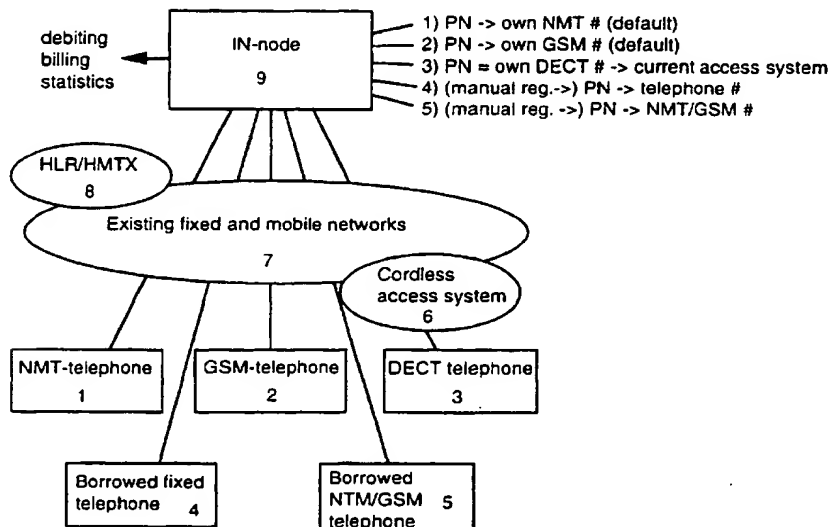 debiting
billing
statistics
IN-node
9
1) PN -> own NMT # (default)
2) PN -> own GSM # (default)
3) PN = own DECT # -> current access system
4) (manual reg.->) PN -> telephone #
5) (manual reg. ->) PN -> NMT/GSM #
HLR/HMTX
8
Existing fixed and mobile networks
7
Cordless
access system
6
NMT-telephone
1
GSM-telephone
2
DECT telephone
3
Borrowed fixed
telephone 4
Borrowed
NTM/GSM 5
telephone